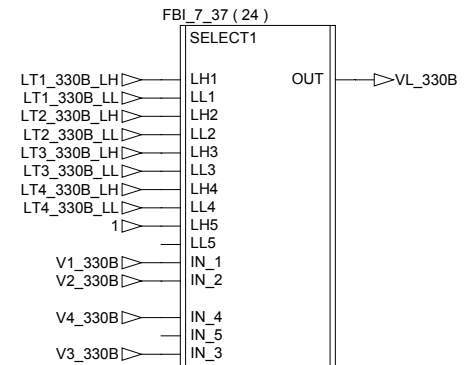 FBI_7_37 ( 24 )
SELECT1
LT1_330B_LH LH1 OUT VL_330B
LT1_330B_LL LL1
LT2_330B_LH LH2
LT2_330B_LL LL2
LT3_330B_LH LH3
LT3_330B_LL LL3
LT4_330B_LH LH4
LT4_330B_LL LL4
1 LH5
LL5
V1_330B IN_1
V2_330B IN_2
V4_330B IN_4
IN_5
V3_330B IN_3